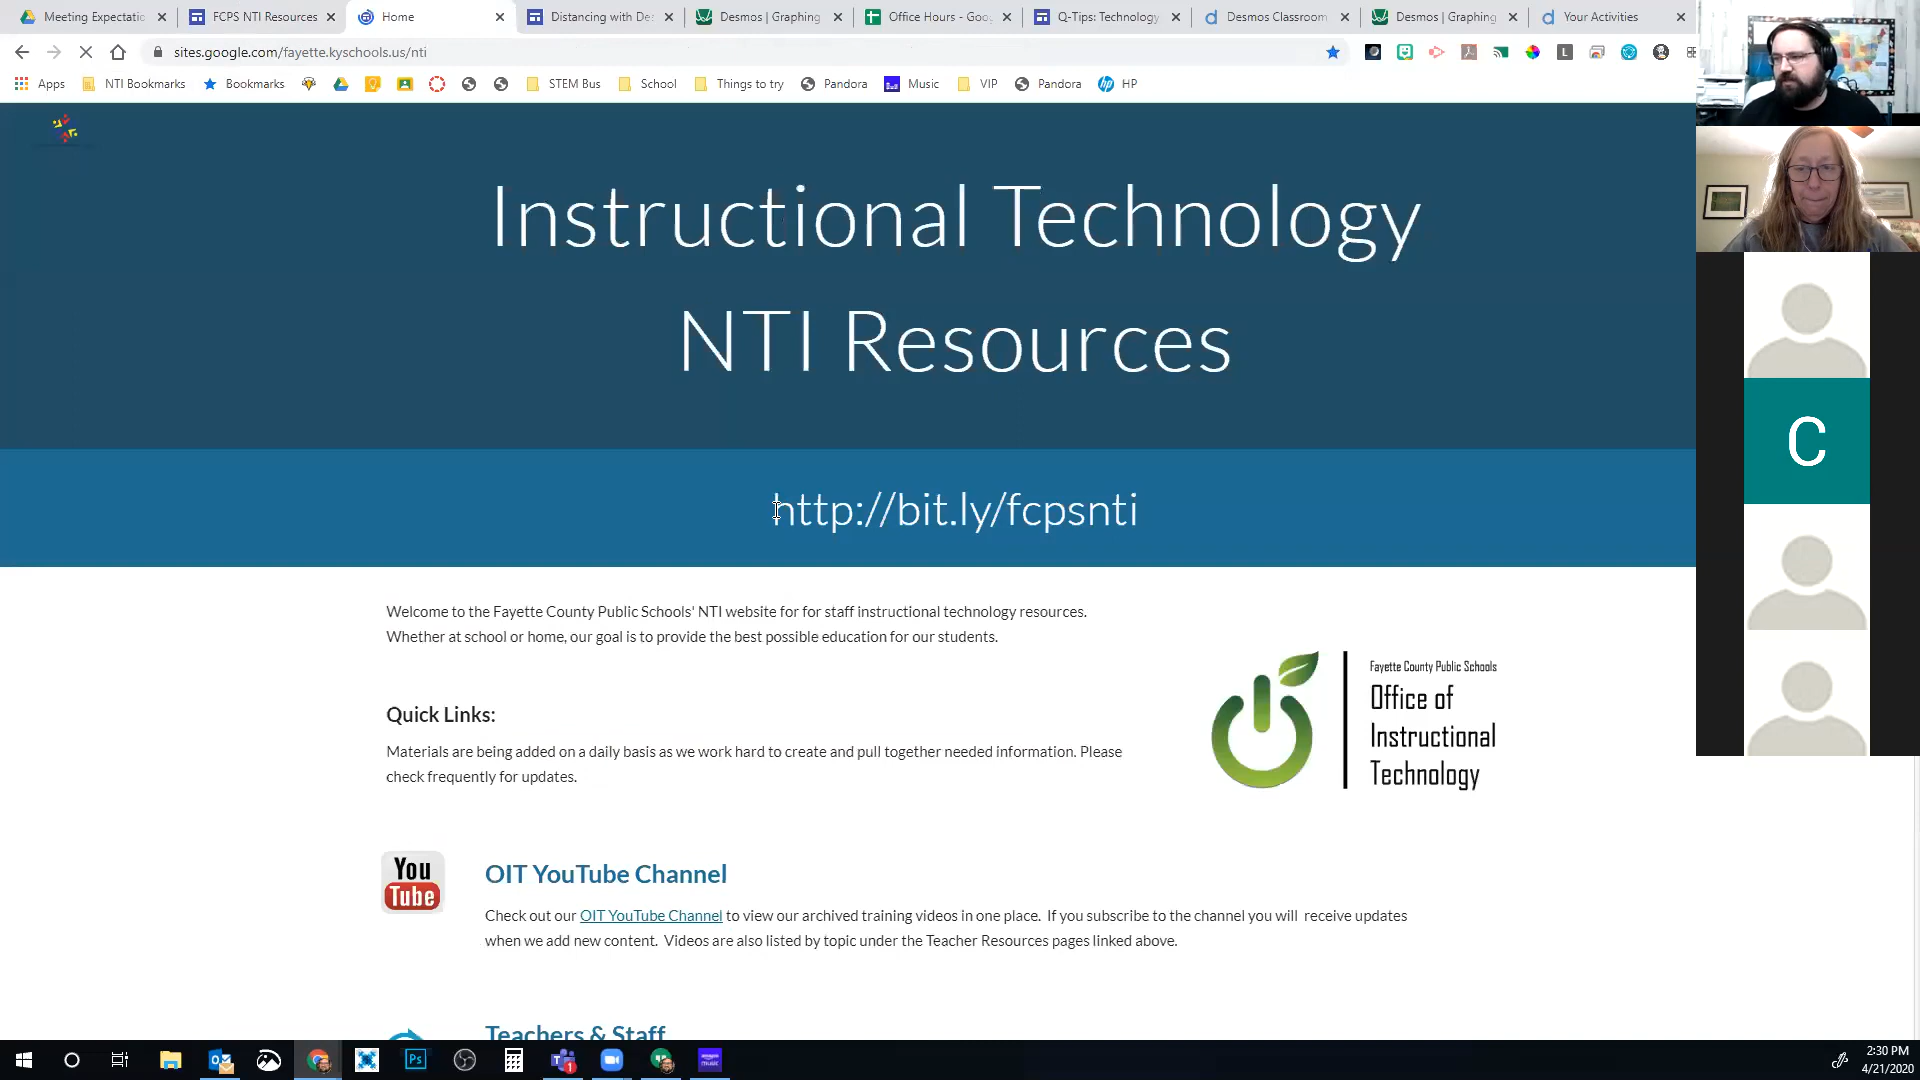 Meeting Expectatio
FCPS NTI Resources
Home
Distancing with De
Desmos | Graphing
Office Hours - Goo
Q-Tips: Technology
Desmos Classroom
Desmos | Graphing
Your Activities
sites.google.com/fayette.kyschools.us/nti
Apps
NTI Bookmarks
Bookmarks
STEM Bus
School
Things to try
Pandora
Music
VIP
Pandora
HP
Instructional Technology
NTI Resources
http://bit.ly/fcpsnti
Welcome to the Fayette County Public Schools' NTI website for for staff instructional technology resources.
Whether at school or home, our goal is to provide the best possible education for our students.
Fayette County Public Schools
Office of
Instructional
Technology
Quick Links:
Materials are being added on a daily basis as we work hard to create and pull together needed information. Please
check frequently for updates.
You
Tube
OIT YouTube Channel
Check out our OIT YouTube Channel to view our archived training videos in one place. If you subscribe to the channel you will receive updates
when we add new content. Videos are also listed by topic under the Teacher Resources pages linked above.
Teachers & Staff
C
2:30 PM
4/21/2020